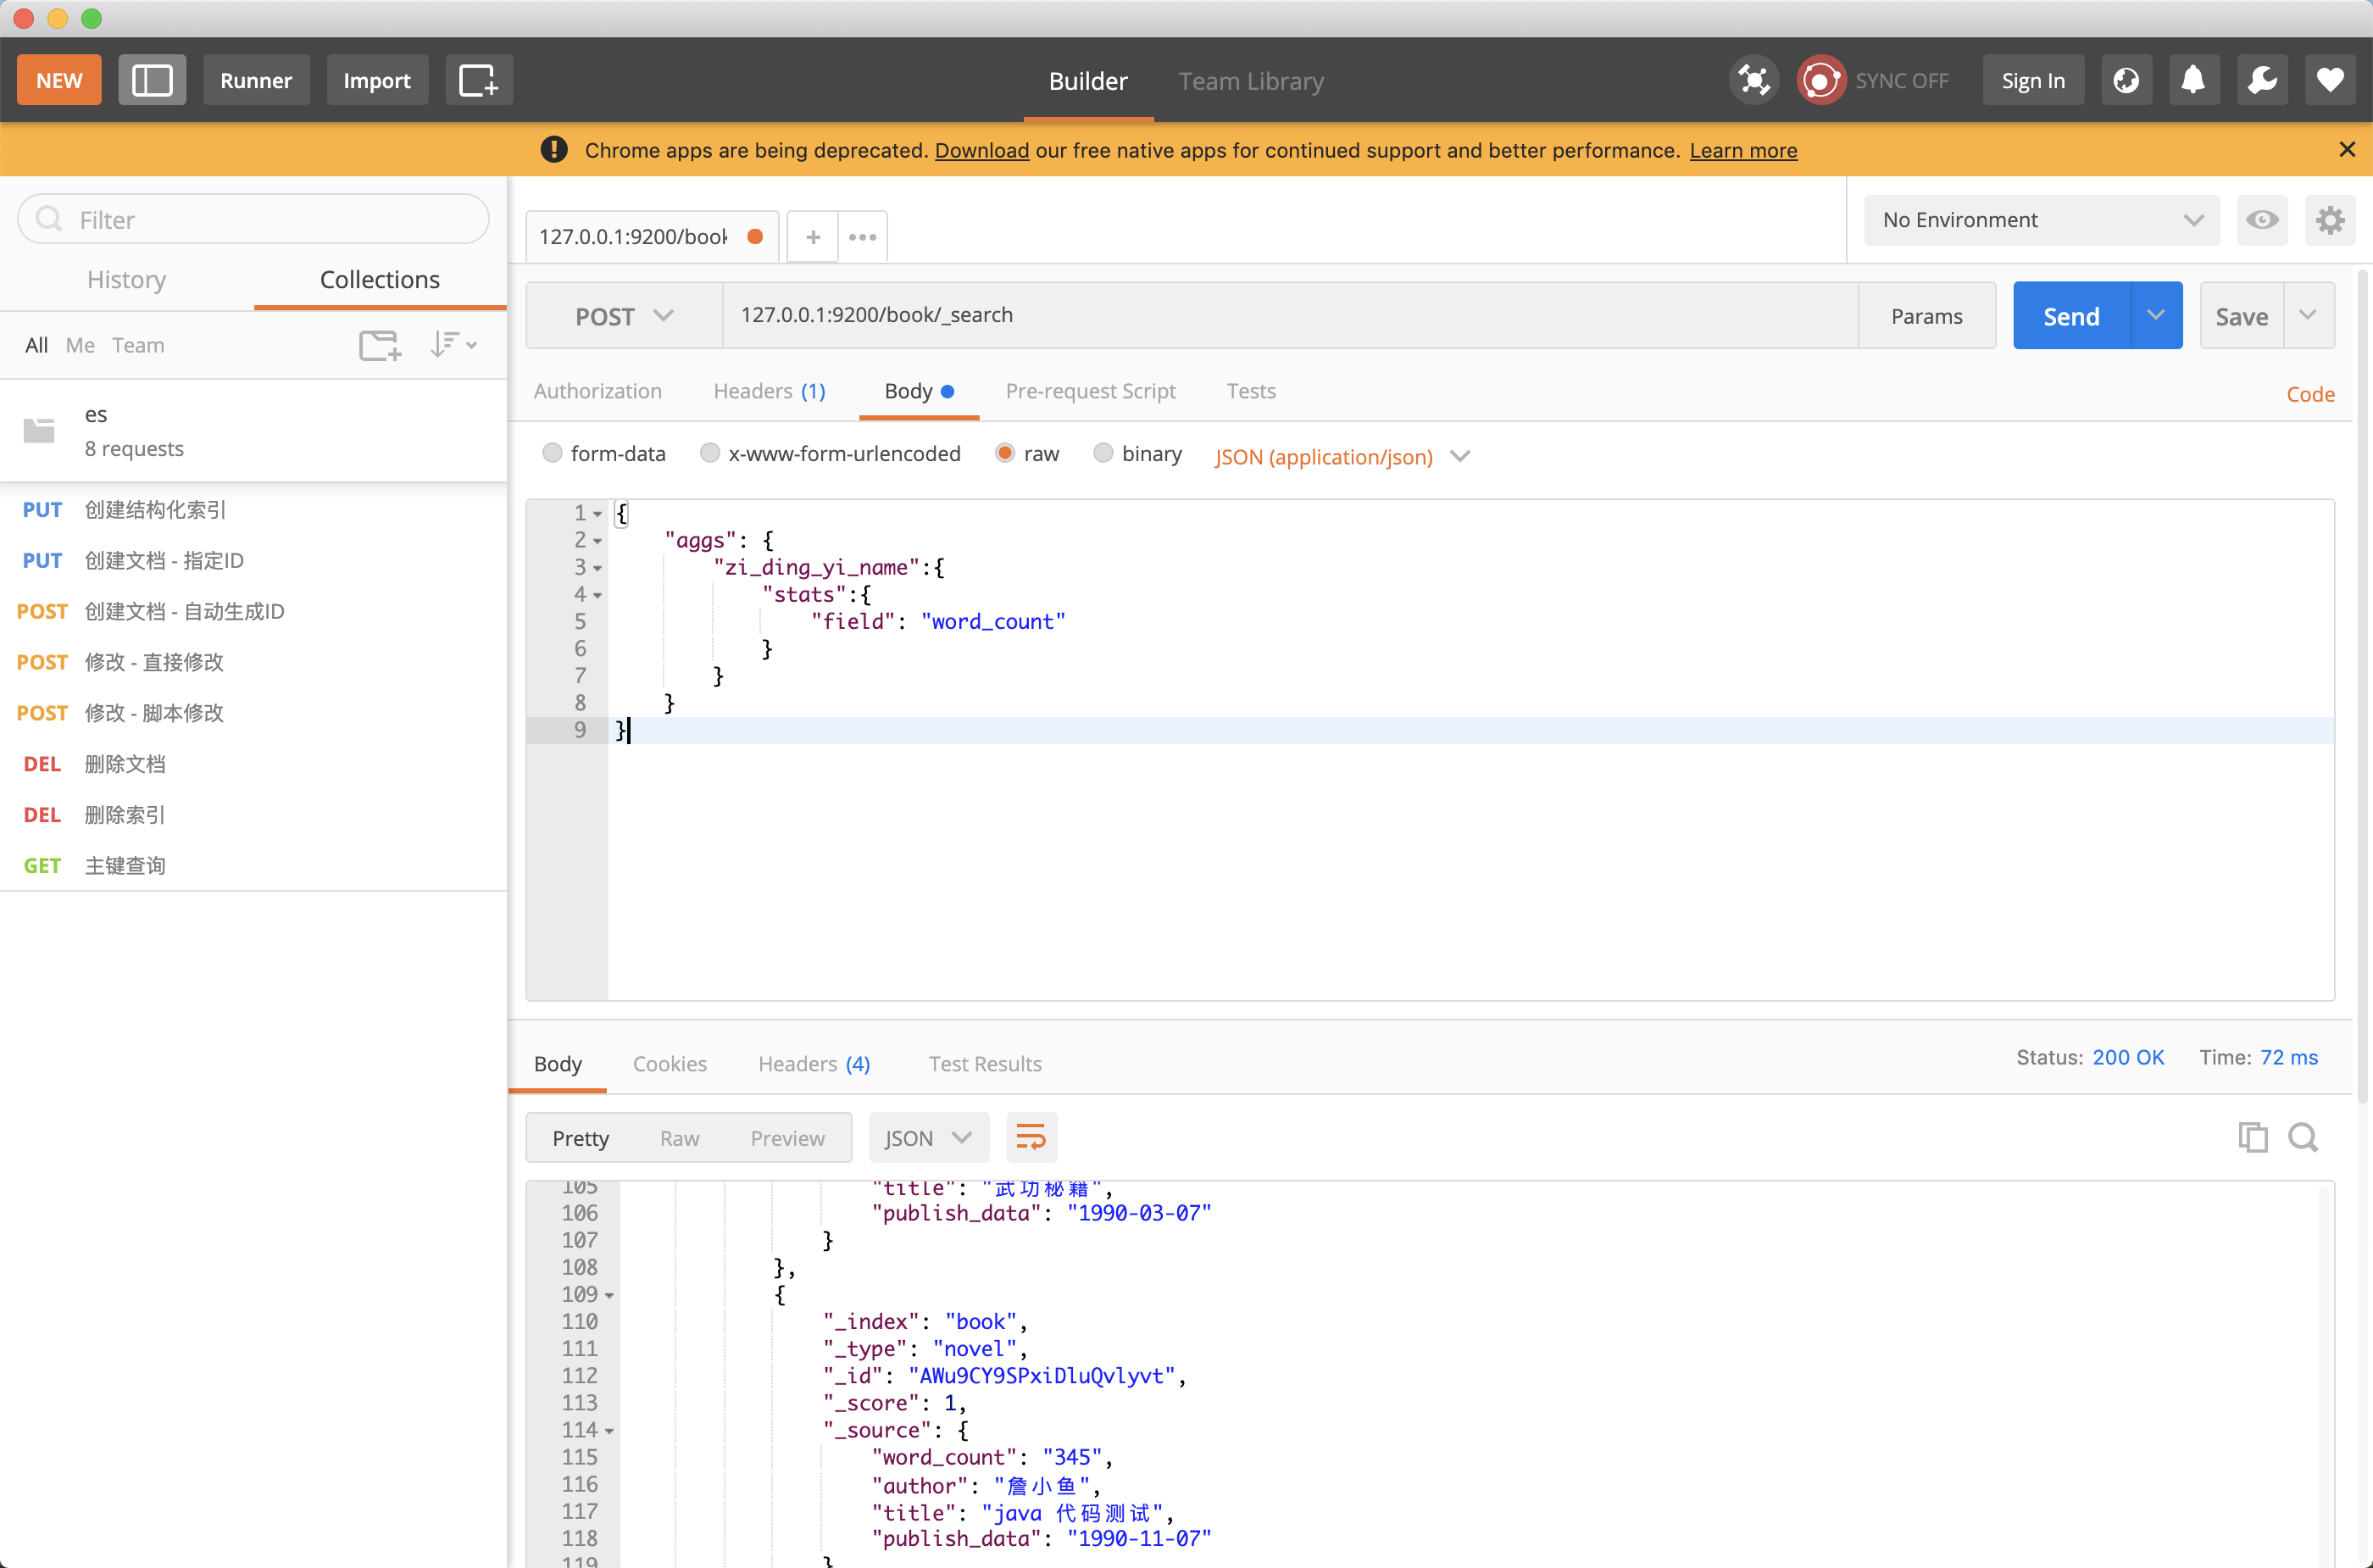 NEW Runner Import Builder Team Library SYNC OFF Sign In
Chrome apps are being deprecated. Download our free native apps for continued support and better performance. Learn more
Filter
History Collections
All Me Team
es
8 requests
PUT 创建结构化索引
PUT 创建文档 - 指定ID
POST 创建文档 - 自动生成ID
POST 修改 - 直接修改
POST 修改 - 脚本修改
DEL 删除文档
DEL 删除索引
GET 主键查询
127.0.0.1:9200/book
No Environment
POST 127.0.0.1:9200/book/_search Params Send Save
Authorization Headers (1) Body Pre-request Script Tests Code
form-data x-www-form-urlencoded raw binary JSON (application/json)
1 {
2 "aggs": {
3 "zi_ding_yi_name":{
4 "stats":{
5 "field": "word_count"
6 }
7 }
8 }
9 }
Body Cookies Headers (4) Test Results Status: 200 OK Time: 72 ms
Pretty Raw Preview JSON
105 "title": "武功秘籍",
106 "publish_data": "1990-03-07"
107 }
108 },
109 {
110 "_index": "book",
111 "_type": "novel",
112 "_id": "AWu9CY9SPxiDluQvlyvt",
113 "_score": 1,
114 "_source": {
115 "word_count": "345",
116 "author": "詹小鱼",
117 "title": "java 代码测试",
118 "publish_data": "1990-11-07"
119 }